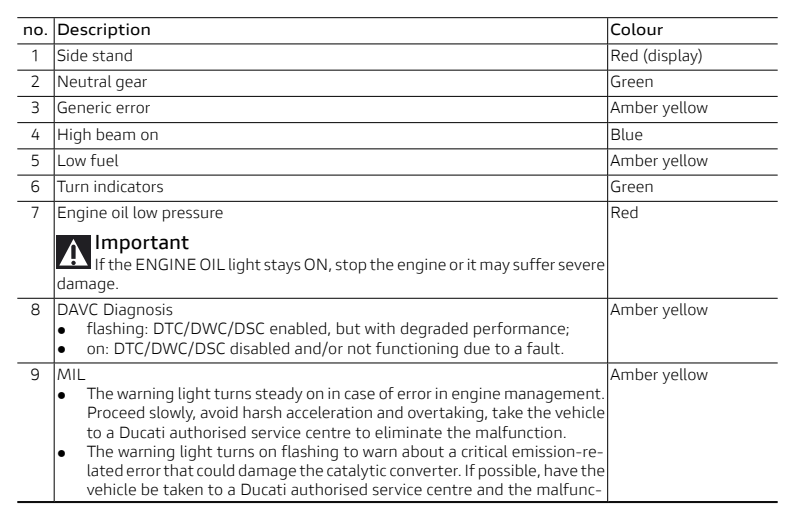 no. Description Colour
1 Side stand Red (display)
2 Neutral gear Green
3 Generic error Amber yellow
4 High beam on Blue
5 Low fuel Amber yellow
6 Turn indicators Green
7 Engine oil low pressure Red
Important
If the ENGINE OIL light stays ON, stop the engine or it may suffer severe
damage.
8 DAVC Diagnosis Amber yellow
● flashing: DTC/DWC/DSC enabled, but with degraded performance;
● on: DTC/DWC/DSC disabled and/or not functioning due to a fault.
9 MIL Amber yellow
● The warning light turns steady on in case of error in engine management.
Proceed slowly, avoid harsh acceleration and overtaking, take the vehicle
to a Ducati authorised service centre to eliminate the malfunction.
● The warning light turns on flashing to warn about a critical emission-re-
lated error that could damage the catalytic converter. If possible, have the
vehicle be taken to a Ducati authorised service centre and the malfunc-